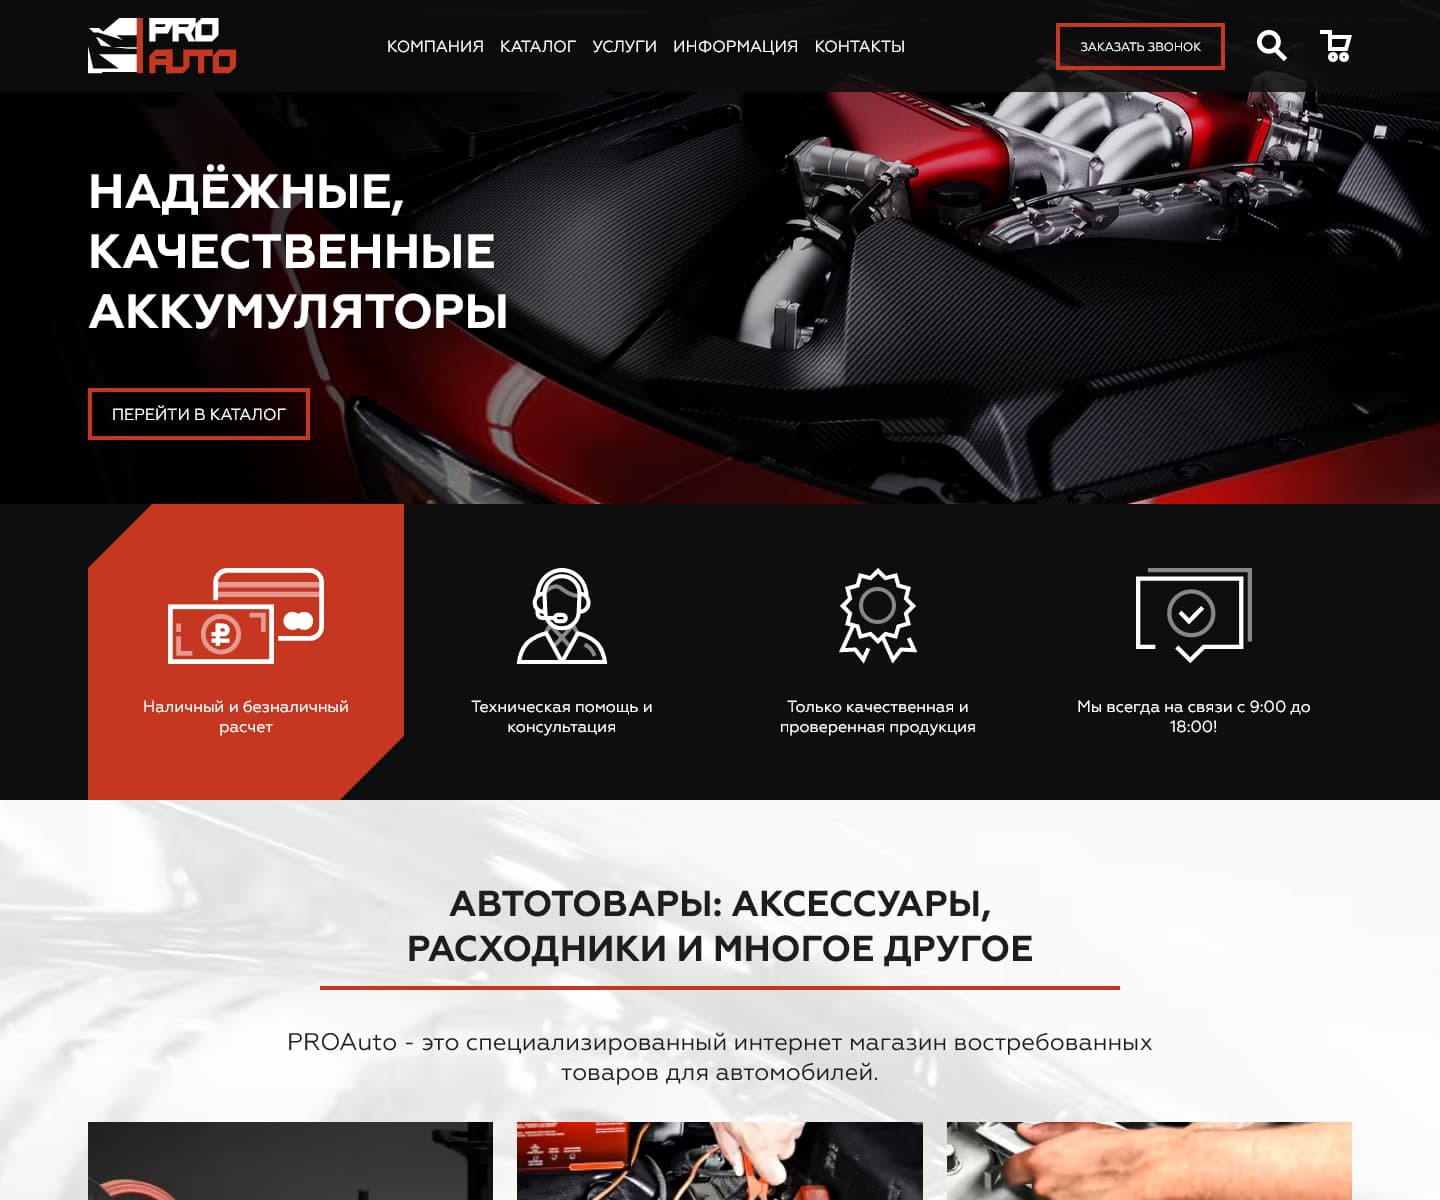 PRO
AUTO
КОМПАНИЯ КАТАЛОГ УСЛУГИ ИНФОРМАЦИЯ КОНТАКТЫ
ЗАКАЗАТЬ ЗВОНОК
НАДЁЖНЫЕ,
КАЧЕСТВЕННЫЕ
АККУМУЛЯТОРЫ
ПЕРЕЙТИ В КАТАЛОГ
Наличный и безналичный
расчет
Техническая помощь и
консультация
Только качественная и
проверенная продукция
Мы всегда на связи с 9:00 до
18:00!
АВТОТОВАРЫ: АКСЕССУАРЫ,
РАСХОДНИКИ И МНОГОЕ ДРУГОЕ
PROAuto - это специализированный интернет магазин востребованных
товаров для автомобилей.